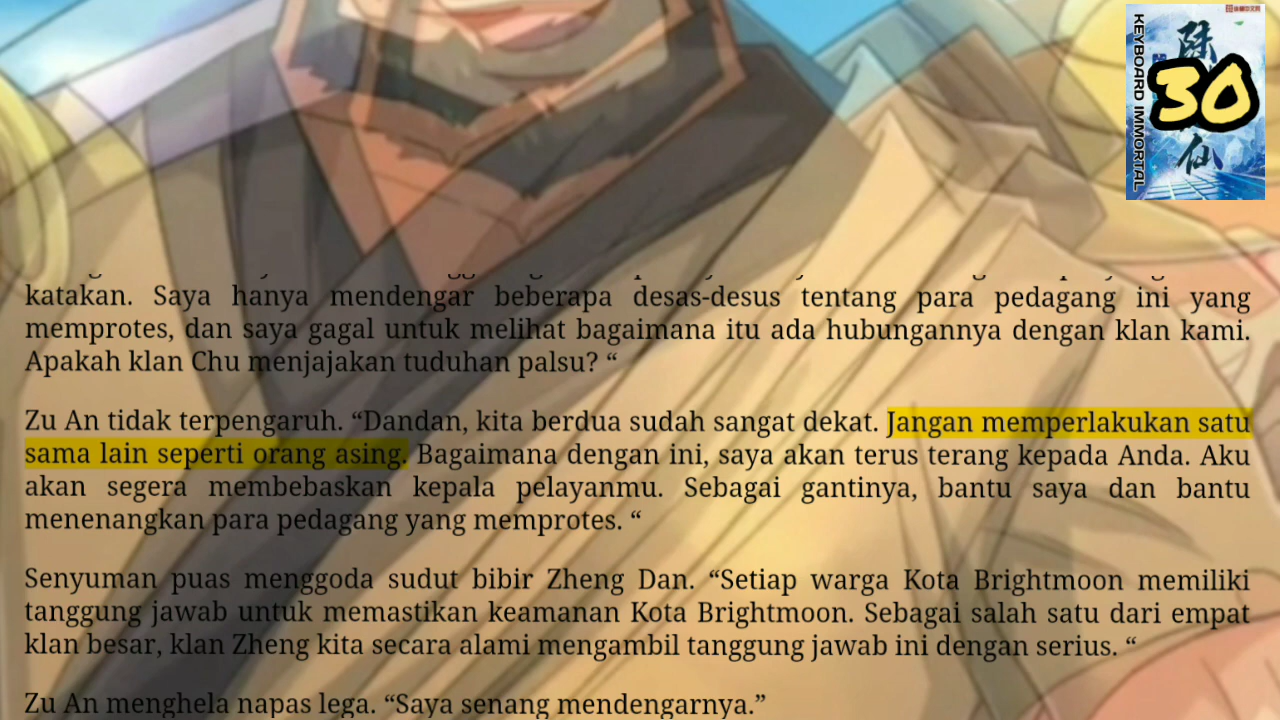 KEYBOARD IMMORTAL
30
仙
katakan. Saya hanya mendengar beberapa desas-desus tentang para pedagang ini yang
memprotes, dan saya gagal untuk melihat bagaimana itu ada hubungannya dengan klan kami.
Apakah klan Chu menjajakan tuduhan palsu? “
Zu An tidak terpengaruh. “Dandan, kita berdua sudah sangat dekat. Jangan memperlakukan satu
sama lain seperti orang asing. Bagaimana dengan ini, saya akan terus terang kepada Anda. Aku
akan segera membebaskan kepala pelayanmu. Sebagai gantinya, bantu saya dan bantu
menenangkan para pedagang yang memprotes. “
Senyuman puas menggoda sudut bibir Zheng Dan. “Setiap warga Kota Brightmoon memiliki
tanggung jawab untuk memastikan keamanan Kota Brightmoon. Sebagai salah satu dari empat
klan besar, klan Zheng kita secara alami mengambil tanggung jawab ini dengan serius. “
Zu An menghela napas lega. “Saya senang mendengarnya.”